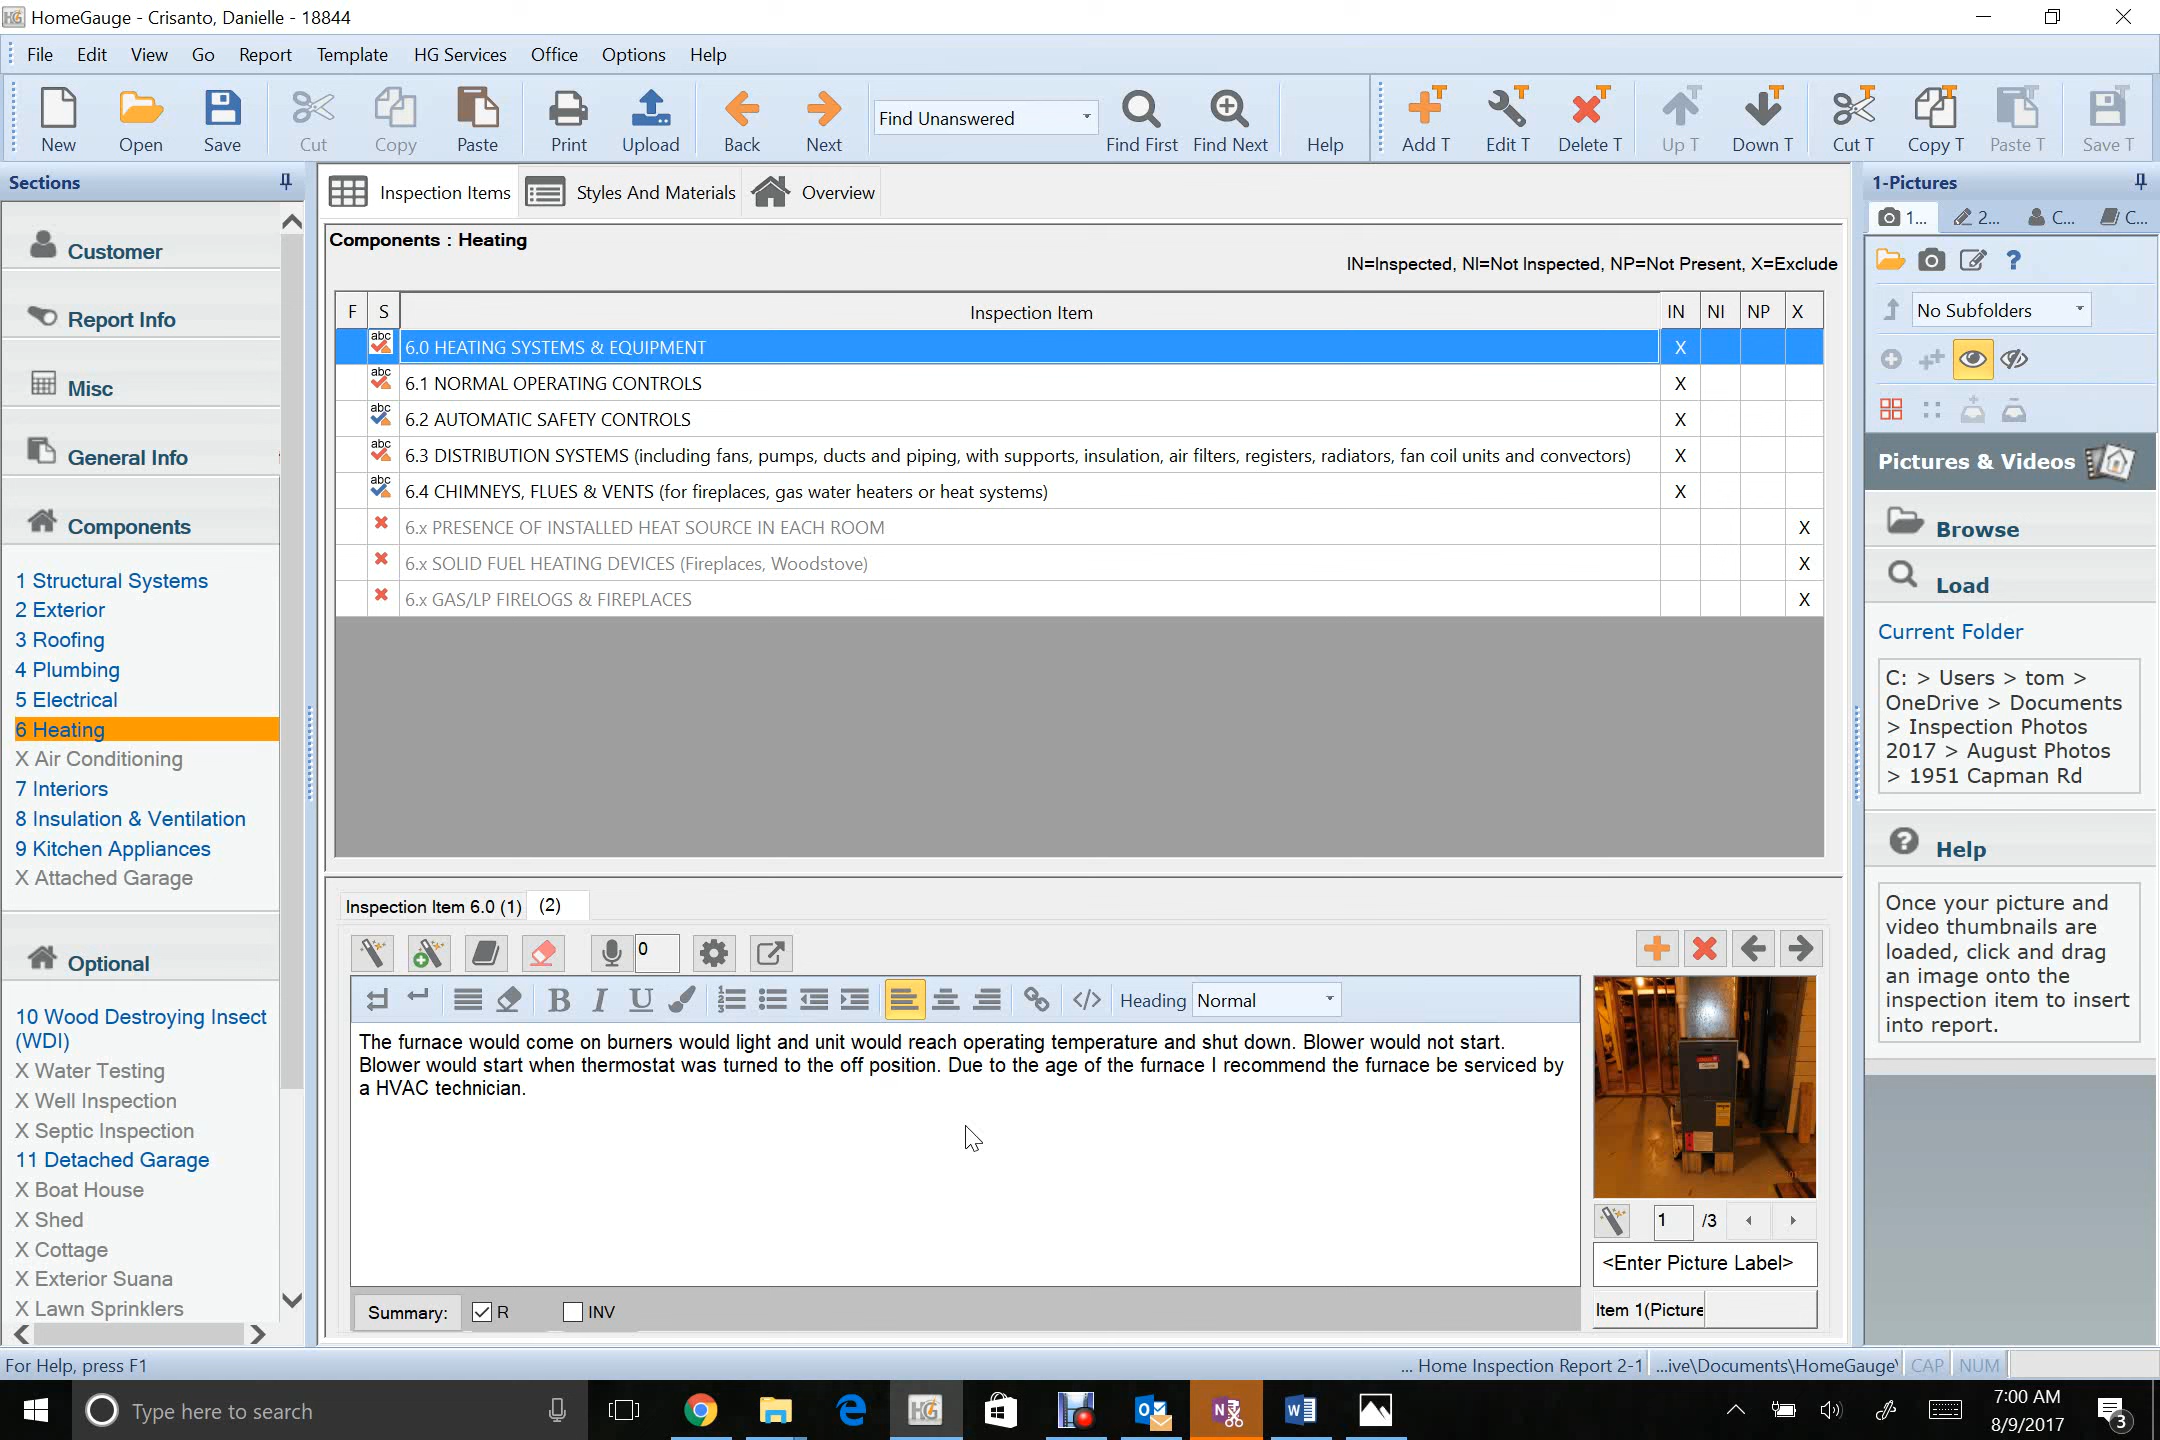 HomeGauge - Crisanto, Danielle - 18844
File Edit View Go Report Template HG Services Office Options Help
New Open Save Cut Copy Paste Print Upload Back Next Find Unanswered Find First Find Next Help Add T Edit T Delete T Up T Down T Cut T Copy T Paste T Save T
Sections
Customer
Report Info
Misc
General Info
Components
1 Structural Systems
2 Exterior
3 Roofing
4 Plumbing
5 Electrical
6 Heating
X Air Conditioning
7 Interiors
8 Insulation & Ventilation
9 Kitchen Appliances
X Attached Garage
Optional
10 Wood Destroying Insect
(WDI)
X Water Testing
X Well Inspection
X Septic Inspection
11 Detached Garage
X Boat House
X Shed
X Cottage
X Exterior Suana
X Lawn Sprinklers
Inspection Items Styles And Materials Overview
Components : Heating
IN=Inspected, NI=Not Inspected, NP=Not Present, X=Exclude
F S Inspection Item IN NI NP X
abc 6.0 HEATING SYSTEMS & EQUIPMENT X
abc 6.1 NORMAL OPERATING CONTROLS X
abc 6.2 AUTOMATIC SAFETY CONTROLS X
abc 6.3 DISTRIBUTION SYSTEMS (including fans, pumps, ducts and piping, with supports, insulation, air filters, registers, radiators, fan coil units and convectors) X
abc 6.4 CHIMNEYS, FLUES & VENTS (for fireplaces, gas water heaters or heat systems) X
6.x PRESENCE OF INSTALLED HEAT SOURCE IN EACH ROOM X
6.x SOLID FUEL HEATING DEVICES (Fireplaces, Woodstove) X
6.x GAS/LP FIRELOGS & FIREPLACES X
Inspection Item 6.0 (1) (2)
0
B I U Heading Normal
The furnace would come on burners would light and unit would reach operating temperature and shut down. Blower would not start.
Blower would start when thermostat was turned to the off position. Due to the age of the furnace I recommend the furnace be serviced by
a HVAC technician.
1 /3
<Enter Picture Label>
Item 1(Picture
Summary: R INV
1-Pictures
1... 2... C... C...
No Subfolders
Pictures & Videos
Browse
Load
Current Folder
C: > Users > tom >
OneDrive > Documents
> Inspection Photos
2017 > August Photos
> 1951 Capman Rd
Help
Once your picture and
video thumbnails are
loaded, click and drag
an image onto the
inspection item to insert
into report.
For Help, press F1
... Home Inspection Report 2-1 ...ive\Documents\HomeGauge\ CAP NUM
Type here to search
7:00 AM
8/9/2017
3